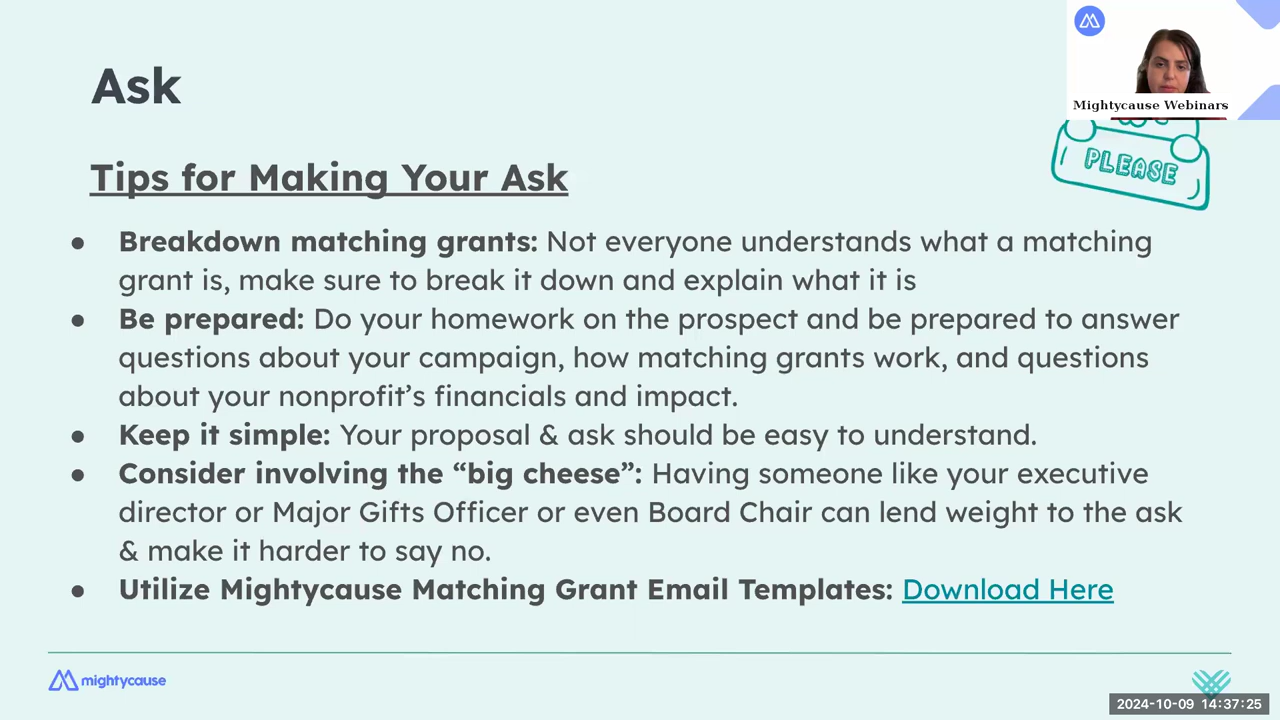 Ask
Mightycause Webinars
PLEASE
Tips for Making Your Ask
● Breakdown matching grants: Not everyone understands what a matching
grant is, make sure to break it down and explain what it is
● Be prepared: Do your homework on the prospect and be prepared to answer
questions about your campaign, how matching grants work, and questions
about your nonprofit’s financials and impact.
● Keep it simple: Your proposal & ask should be easy to understand.
● Consider involving the “big cheese”: Having someone like your executive
director or Major Gifts Officer or even Board Chair can lend weight to the ask
& make it harder to say no.
● Utilize Mightycause Matching Grant Email Templates: Download Here
mightycause
2024-10-09 14:37:25